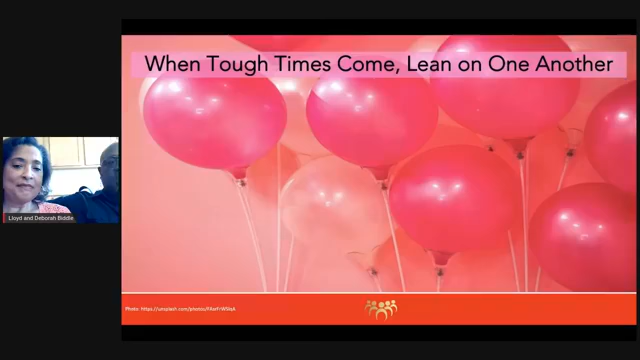 When Tough Times Come, Lean on One Another
Lloyd and Deborah Biddle